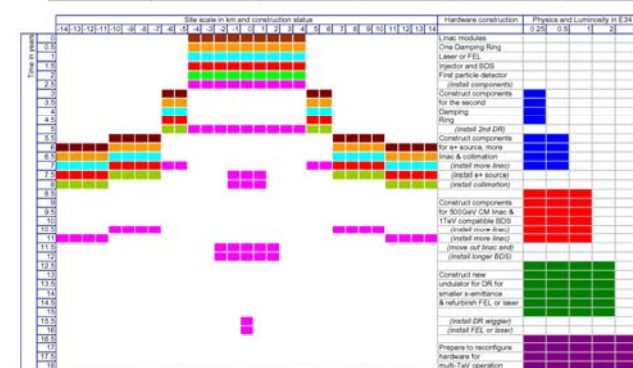 Site scale in km and construction status
Hardware construction
Physics and Luminosity in E34
-14 -13 -12 -11 -10 -9 -8 -7 -6 -5 -4 -3 -2 -1 0 1 2 3 4 5 6 7 8 9 10 11 12 13 14
0.25 0.5 1 2
Time in years
0 Linac modules
0.5 One Damping Ring
1 Laser or FEL
1.5 Injector and BDS
2 First particle detector
2.5 (install components)
3 Construct components
3.5 for the second
4 Damping
4.5 Ring
5 (install 2nd DR)
5.5 Construct components
6 for e+ source, more
6.5 linac & collimation
7 (install more linac)
7.5 (install e+ source)
8 (install collimation)
8.5
9 Construct components
9.5 for 500GeV CM linac &
10 1TeV compatible BDS
10.5 (install more linac)
11 (install more linac)
11.5 (move out linac and)
12 (install longer BDS)
12.5
13 Construct new
13.5 undulator for DR for
14 smaller x-emittance
14.5 & refurbish FEL or laser
15
15.5 (install DR wiggler)
16 (install FEL or laser)
16.5
17 Prepare to reconfigure
17.5 hardware for
18 multi-TeV operation